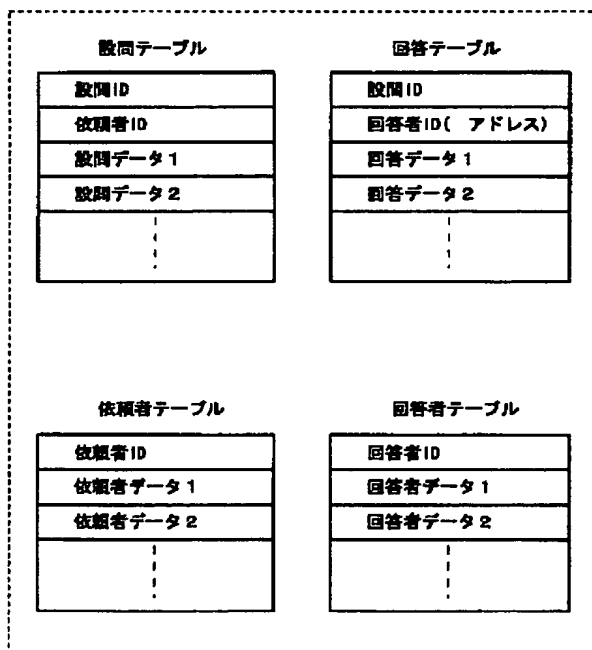 設問テーブル
設問ID
依頼者ID
設問データ1
設問データ2
回答テーブル
設問ID
回答者ID( アドレス)
回答データ1
回答データ2
依頼者テーブル
依頼者ID
依頼者データ1
依頼者データ2
回答者テーブル
回答者ID
回答者データ1
回答者データ2